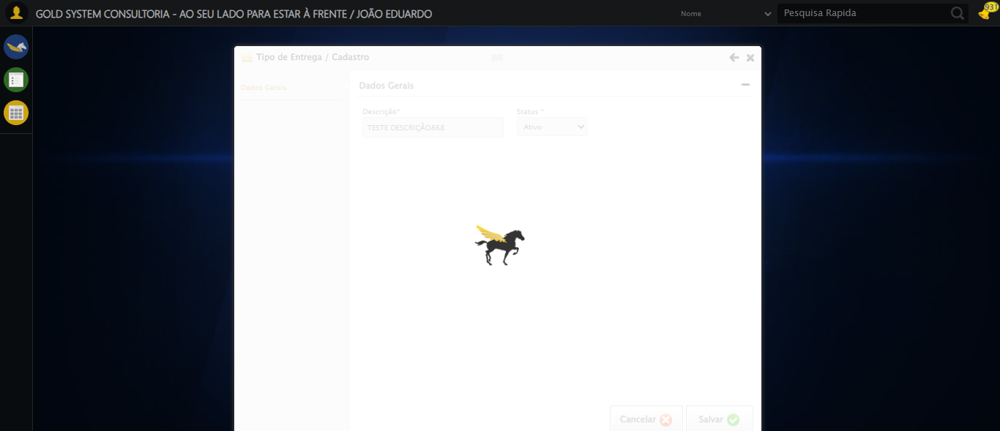 GOLD SYSTEM CONSULTORIA - AO SEU LADO PARA ESTAR À FRENTE / JOÃO EDUARDO
Nome
Pesquisa Rapida
931
Tipo de Entrega / Cadastro
Dados Gerais
Dados Gerais
Descrição*
Status *
TESTE DESCRIÇÃO868
Ativo
Cancelar
Salvar